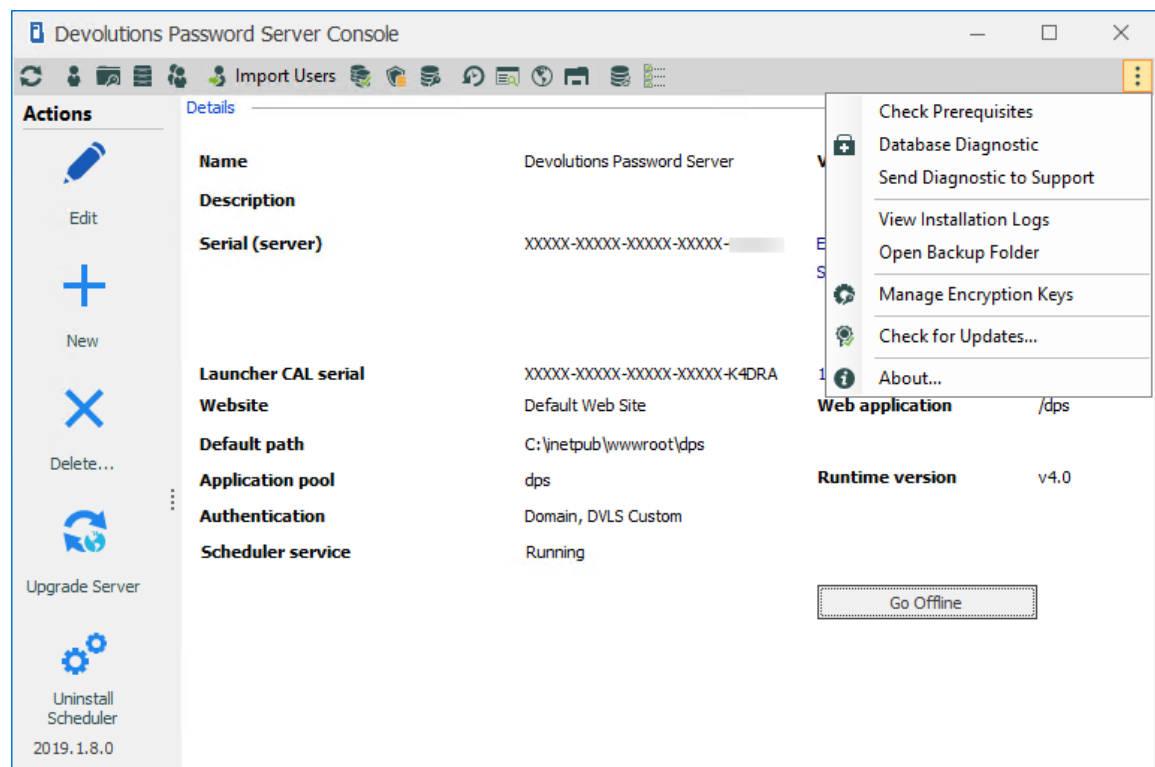 Devolutions Password Server Console
Import Users
Actions
Edit
New
Delete...
Upgrade Server
Uninstall
Scheduler
2019.1.8.0
Details
Name Devolutions Password Server
Description
Serial (server) XXXXX-XXXXX-XXXXX-XXXXX-
Launcher CAL serial XXXXX-XXXXX-XXXXX-XXXXX-K4DRA
Website Default Web Site Web application /dps
Default path C:\inetpub\wwwroot\dps
Application pool dps Runtime version v4.0
Authentication Domain, DVLS Custom
Scheduler service Running
Go Offline
Check Prerequisites
Database Diagnostic
Send Diagnostic to Support
View Installation Logs
Open Backup Folder
Manage Encryption Keys
Check for Updates...
About...